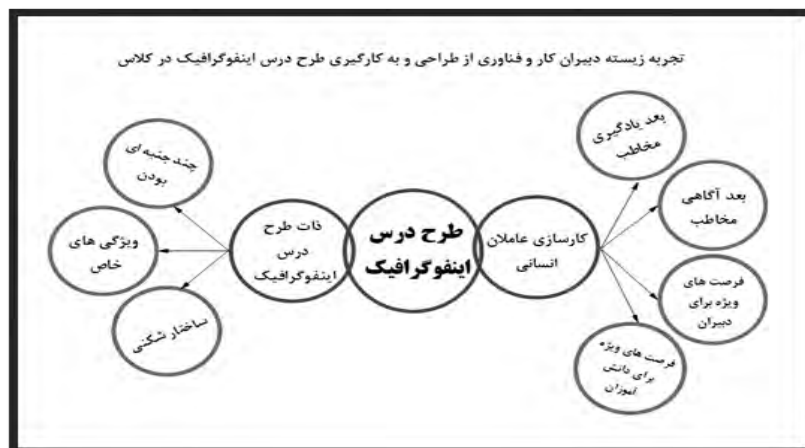 تجربه زیسته دبیران کار و فناوری از طراحی و به کارگیری طرح درس اینفوگرافیک در کلاس
بعد یادگیری
مخاطب
بعد آگاهی
مخاطب
فرصت های
ویژه برای
دبیران
فرصت های ویژه
برای دانش
آموزان
کارسازی عاملان
انسانی
طرح درس
اینفوگرافیک
ذات طرح
درس
اینفوگرافیک
چند جنبه ای
بودن
ویژگی های
خاص
ساختار شکنی